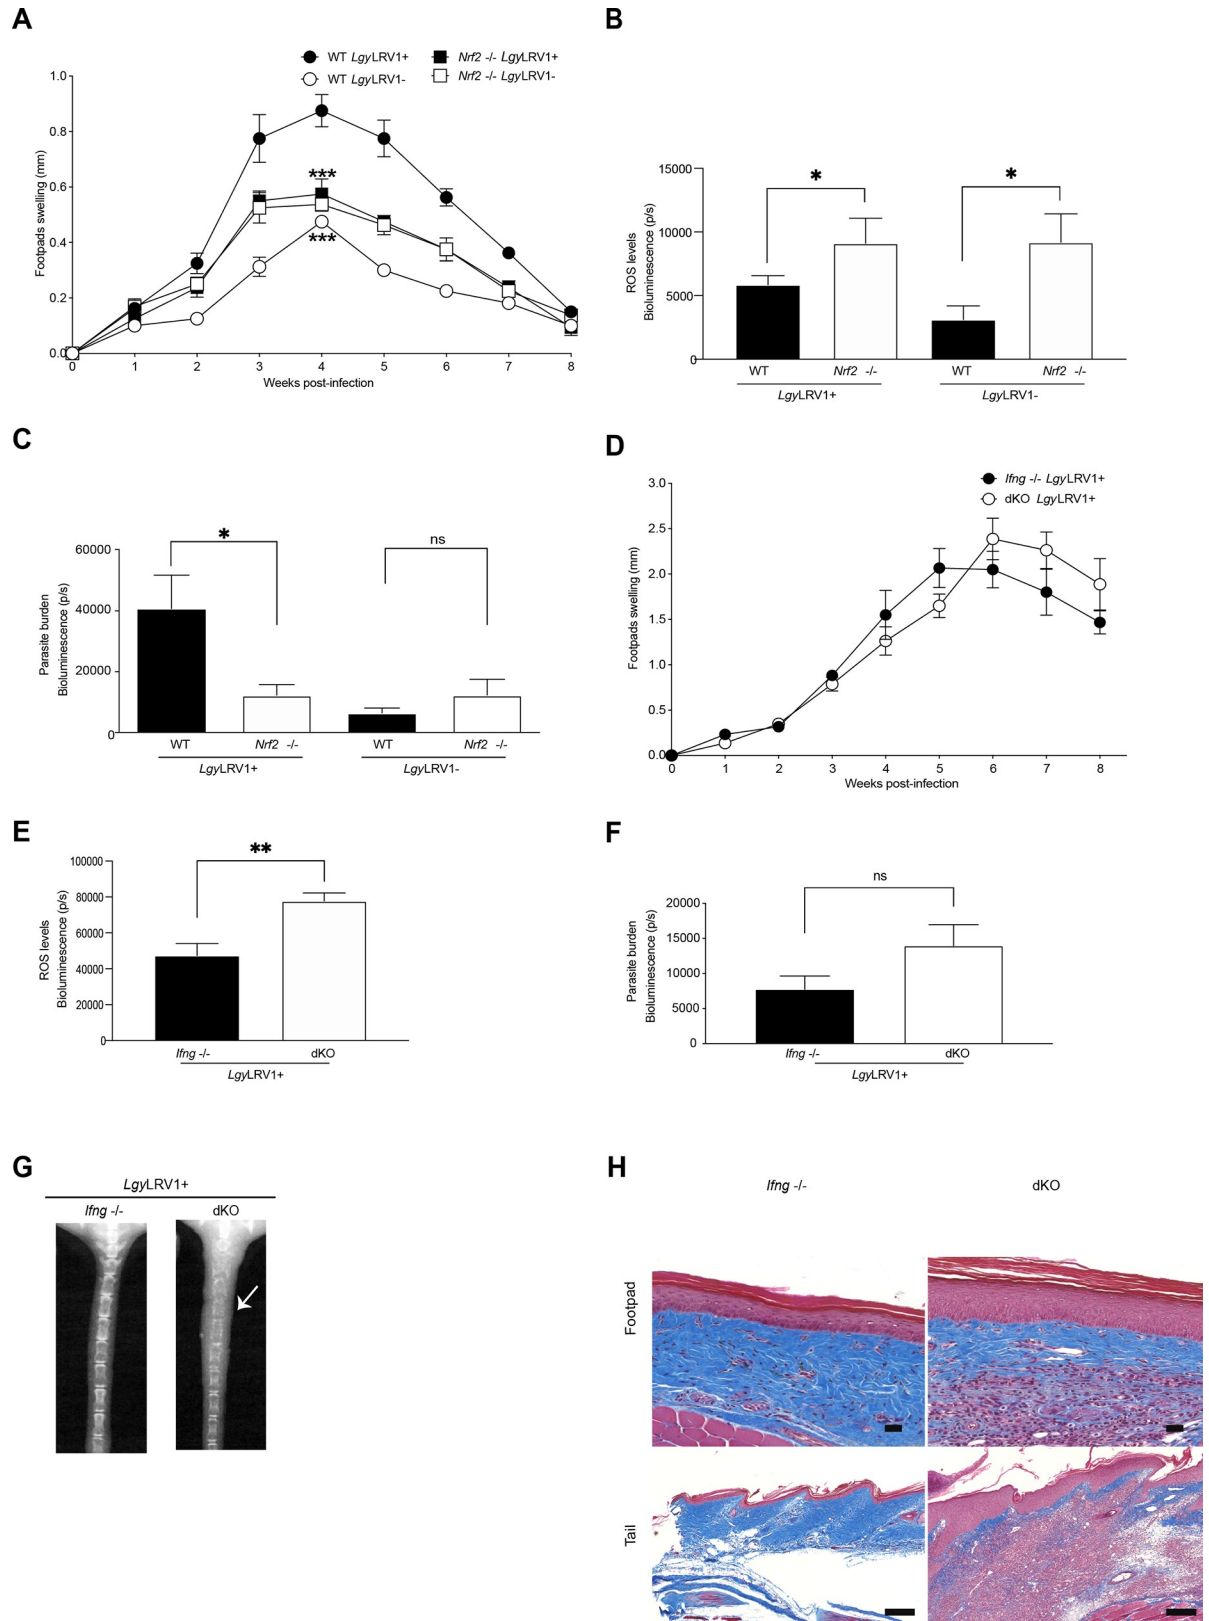 A
WT LgyLRV1+
Nrf2 -/- LgyLRV1+
WT LgyLRV1-
Nrf2 -/- LgyLRV1-
1.0
0.8
0.6
0.4
0.2
0.0
Footpads swelling (mm)
***
***
0 1 2 3 4 5 6 7 8
Weeks post-infection
B
15000
10000
5000
0
ROS levels
Bioluminescence (p/s)
* *
WT Nrf2 -/- WT Nrf2 -/-
LgyLRV1+ LgyLRV1-
C
60000
40000
20000
0
Parasite burden
Bioluminescence (p/s)
* ns
WT Nrf2 -/- WT Nrf2 -/-
LgyLRV1+ LgyLRV1-
D
Ifng -/- LgyLRV1+
dKO LgyLRV1+
3.0
2.5
2.0
1.5
1.0
0.5
0.0
Footpads swelling (mm)
0 1 2 3 4 5 6 7 8
Weeks post-infection
E
100000
80000
60000
40000
20000
0
ROS levels
Bioluminescence (p/s)
**
Ifng -/- dKO
LgyLRV1+
F
20000
15000
10000
5000
0
Parasite burden
Bioluminescence (p/s)
ns
Ifng -/- dKO
LgyLRV1+
G
LgyLRV1+
Ifng -/- dKO
H
Ifng -/- dKO
Footpad
Tail